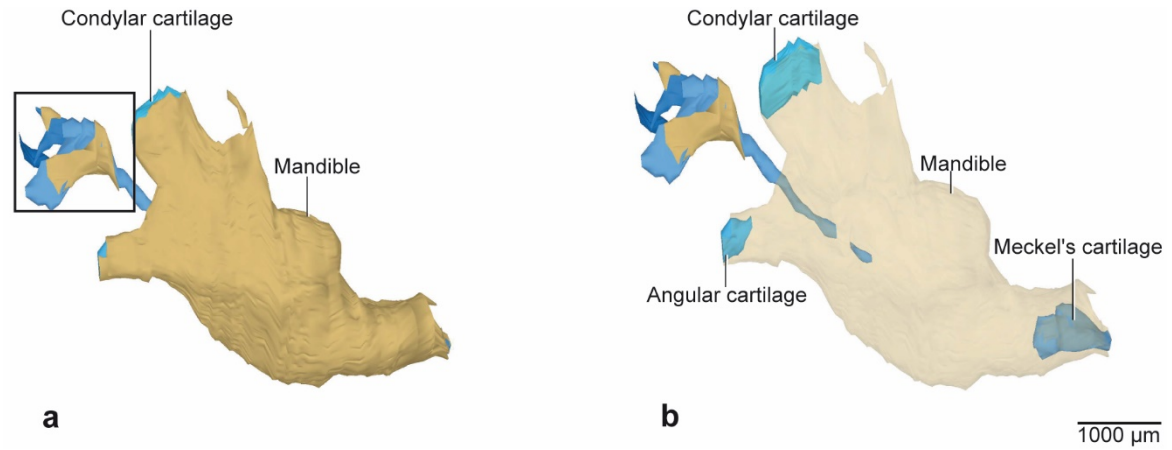 Condylar cartilage
Mandible
a
Condylar cartilage
Mandible
Meckel's cartilage
Angular cartilage
b
1000 µm